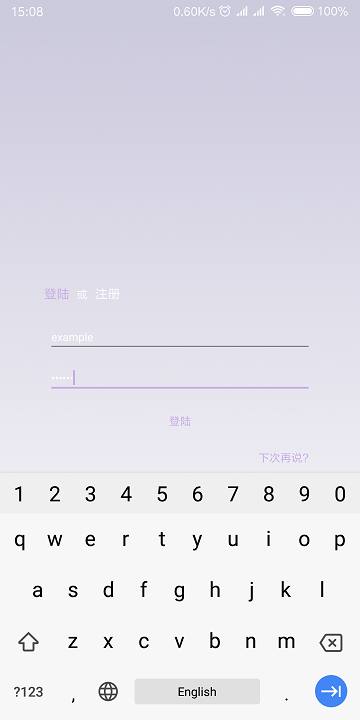 15:08 0.60K/s 100%
登陆 或 注册
example
•••••
登陆
下次再说?
1 2 3 4 5 6 7 8 9 0
q w e r t y u i o p
a s d f g h j k l
z x c v b n m
?123 , English .